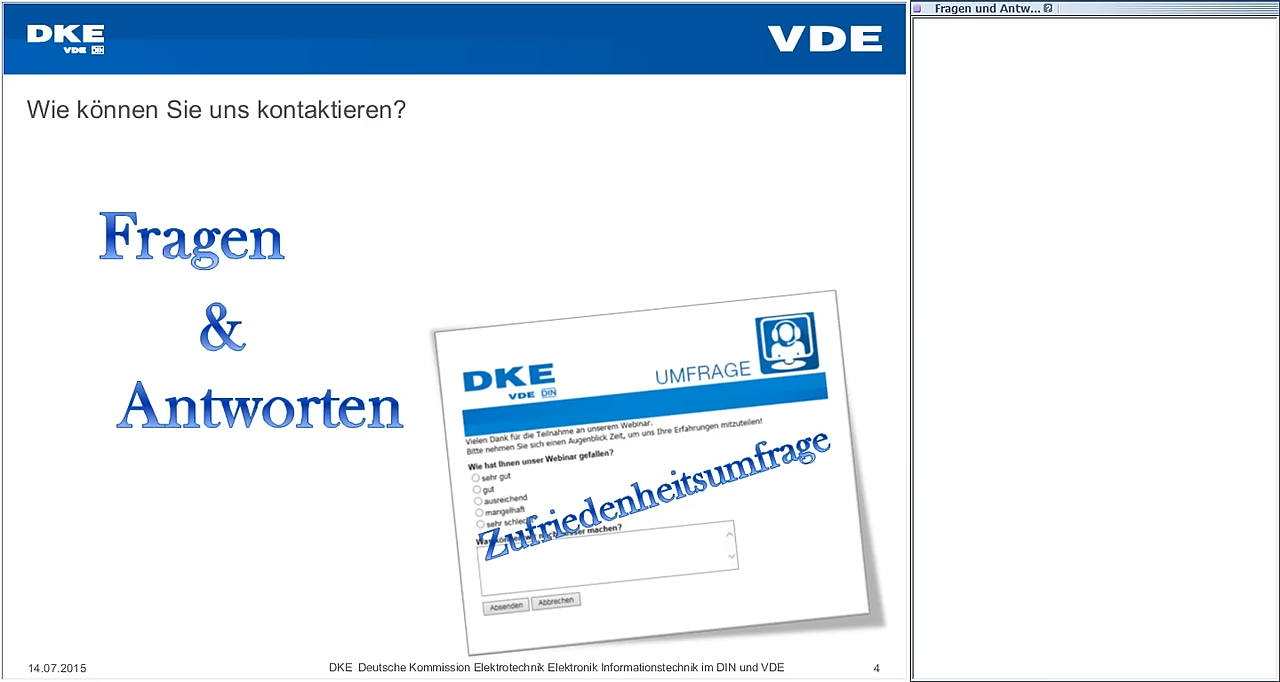 DKE
VDE DIN
VDE
Fragen und Antw...
Wie können Sie uns kontaktieren?
Fragen
&
Antworten
DKE
VDE DIN
UMFRAGE
Vielen Dank für die Teilnahme an unserem Webinar.
Bitte nehmen Sie sich einen Augenblick Zeit, um uns Ihre Erfahrungen mitzuteilen!
Wie hat Ihnen unser Webinar gefallen?
sehr gut
gut
ausreichend
mangelhaft
sehr schlecht
Zufriedenheitsumfrage
Absenden
Abbrechen
14.07.2015
DKE Deutsche Kommission Elektrotechnik Elektronik Informationstechnik im DIN und VDE
4